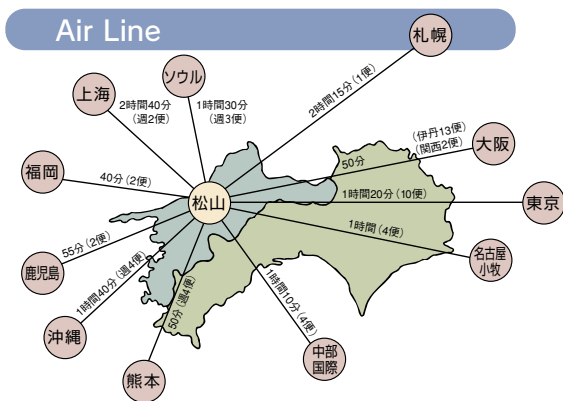 Air Line
札幌
2時間15分(1便)
ソウル
1時間30分
(週3便)
上海
2時間40分
(週2便)
(伊丹13便)
(関西2便)
大阪
50分
福岡
40分(2便)
松山
1時間20分(10便)
東京
1時間(4便)
名古屋
小牧
55分(2便)
鹿児島
1時間40分(週4便)
沖縄
50分(週4便)
熊本
1時間10分(4便)
中部
国際